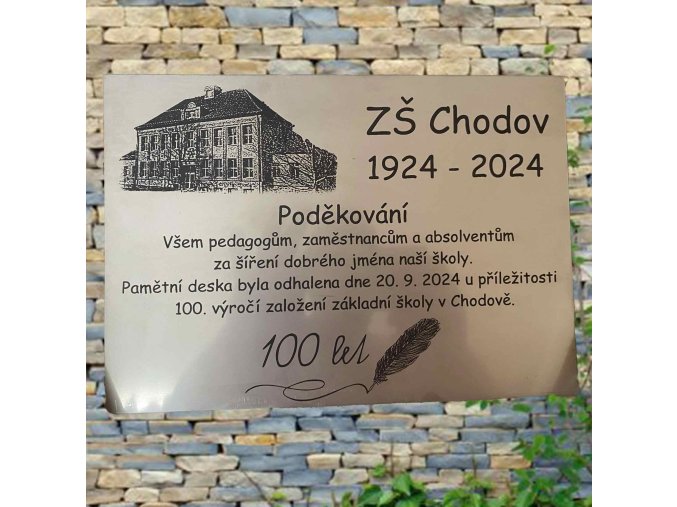 ZŠ Chodov
1924 - 2024
Poděkování
Všem pedagogům, zaměstnancům a absolventům
za šíření dobrého jména naší školy.
Pamětní deska byla odhalena dne 20. 9. 2024 u příležitosti
100. výročí založení základní školy v Chodově.
100 let